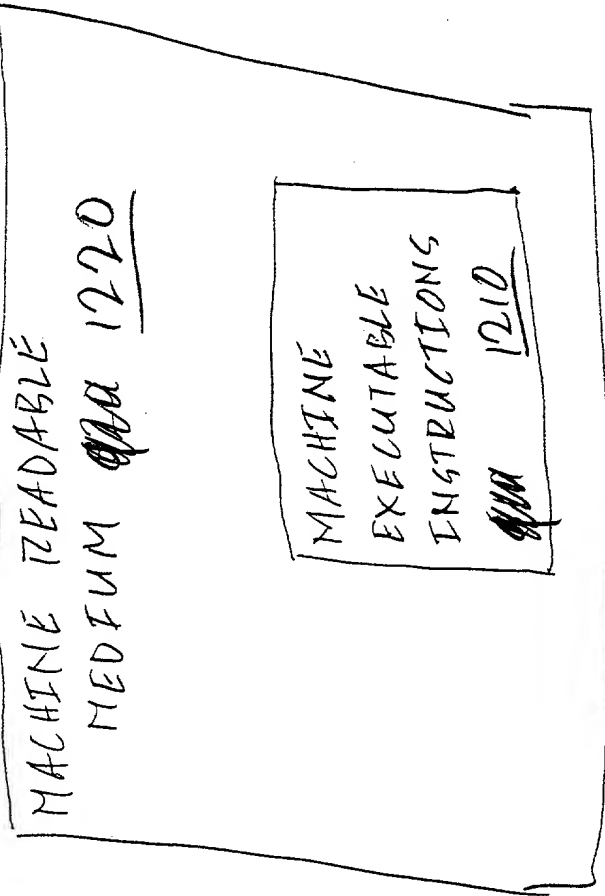 MACHINE READABLE
MEDIUM 1220
MACHINE
EXECUTABLE
INSTRUCTIONS
1210